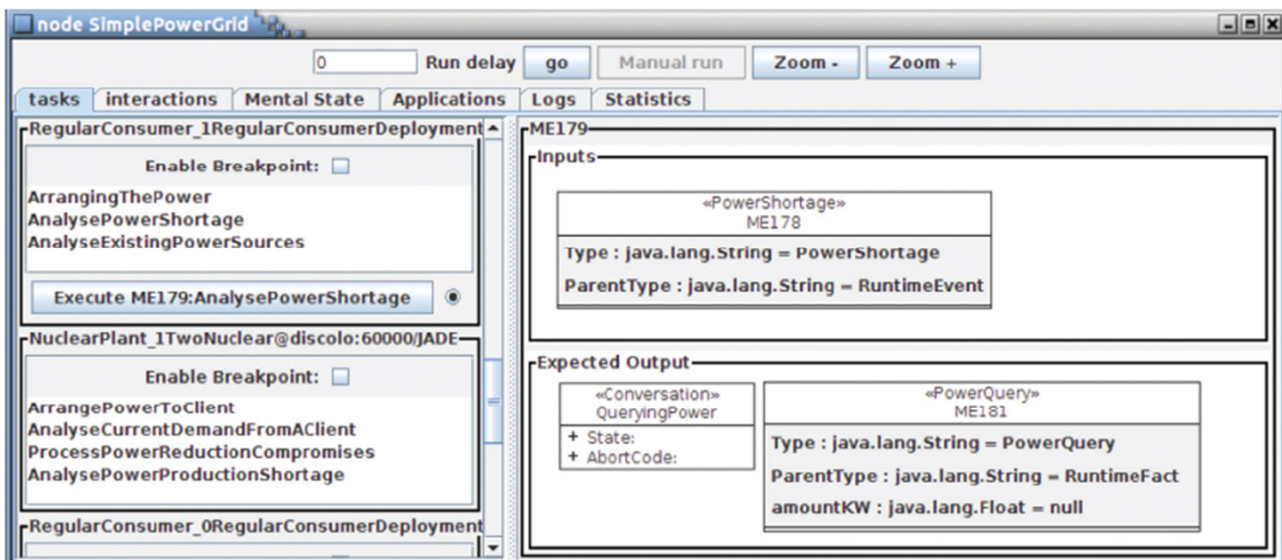 node SimplePowerGrid
0 Run delay go Manual run Zoom - Zoom +
tasks interactions Mental State Applications Logs Statistics
RegularConsumer_1RegularConsumerDeployment
Enable Breakpoint:
ArrangingThePower
AnalysePowerShortage
AnalyseExistingPowerSources
Execute ME179:AnalysePowerShortage
NuclearPlant_1TwoNuclear@discolo:60000/JADE
Enable Breakpoint:
ArrangePowerToClient
AnalyseCurrentDemandFromAClient
ProcessPowerReductionCompromises
AnalysePowerProductionShortage
RegularConsumer_0RegularConsumerDeployment
ME179
Inputs
«PowerShortage»
ME178
Type : java.lang.String = PowerShortage
ParentType : java.lang.String = RuntimeEvent
Expected Output
«Conversation»
QueryingPower
+ State:
+ AbortCode:
«PowerQuery»
ME181
Type : java.lang.String = PowerQuery
ParentType : java.lang.String = RuntimeFact
amountKW : java.lang.Float = null